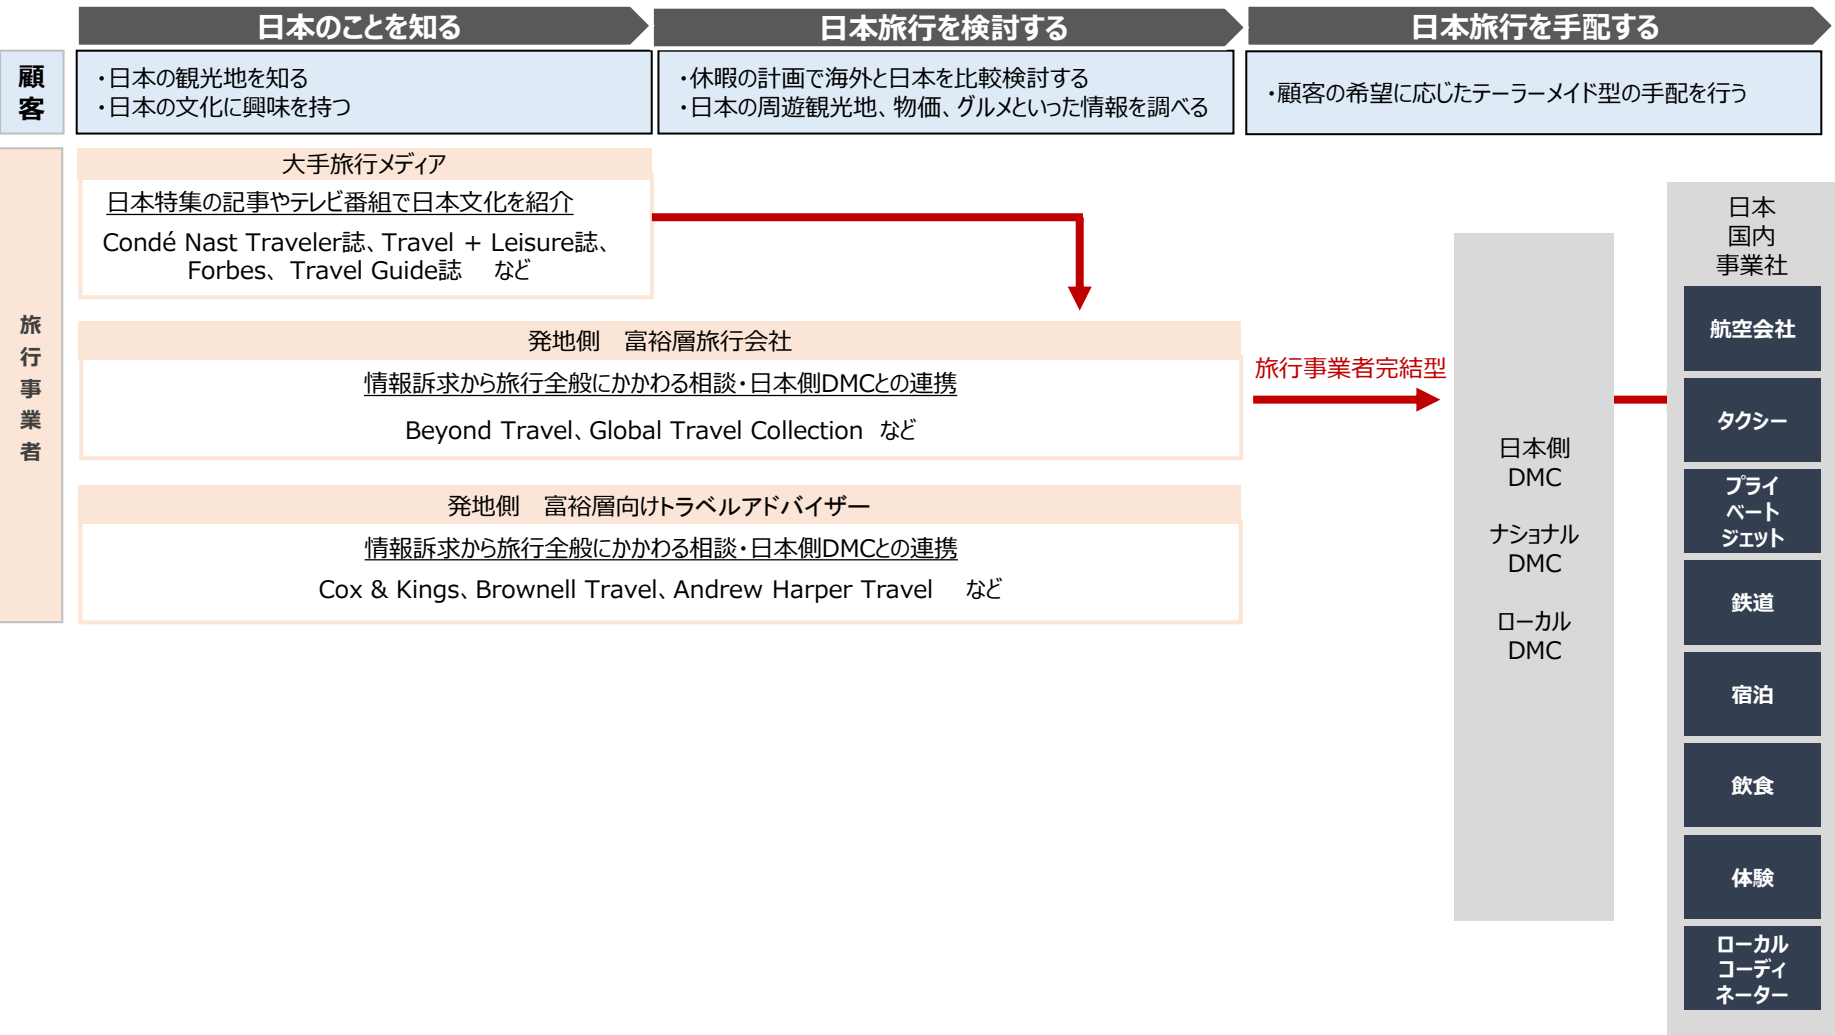 日本のことを知る
日本旅行を検討する
日本旅行を手配する
顧
客
・日本の観光地を知る
・日本の文化に興味を持つ
・休暇の計画で海外と日本を比較検討する
・日本の周遊観光地、物価、グルメといった情報を調べる
・顧客の希望に応じたテーラーメイド型の手配を行う
旅
行
事
業
者
大手旅行メディア
日本特集の記事やテレビ番組で日本文化を紹介
Condé Nast Traveler誌、Travel + Leisure誌、
Forbes、Travel Guide誌　など
発地側　富裕層旅行会社
情報訴求から旅行全般にかかわる相談・日本側DMCとの連携
Beyond Travel、Global Travel Collection など
発地側　富裕層向けトラベルアドバイザー
情報訴求から旅行全般にかかわる相談・日本側DMCとの連携
Cox & Kings、Brownell Travel、Andrew Harper Travel　など
旅行事業者完結型
日本側
DMC
ナショナル
DMC
ローカル
DMC
日本
国内
事業社
航空会社
タクシー
プライ
ベート
ジェット
鉄道
宿泊
飲食
体験
ローカル
コーディ
ネーター